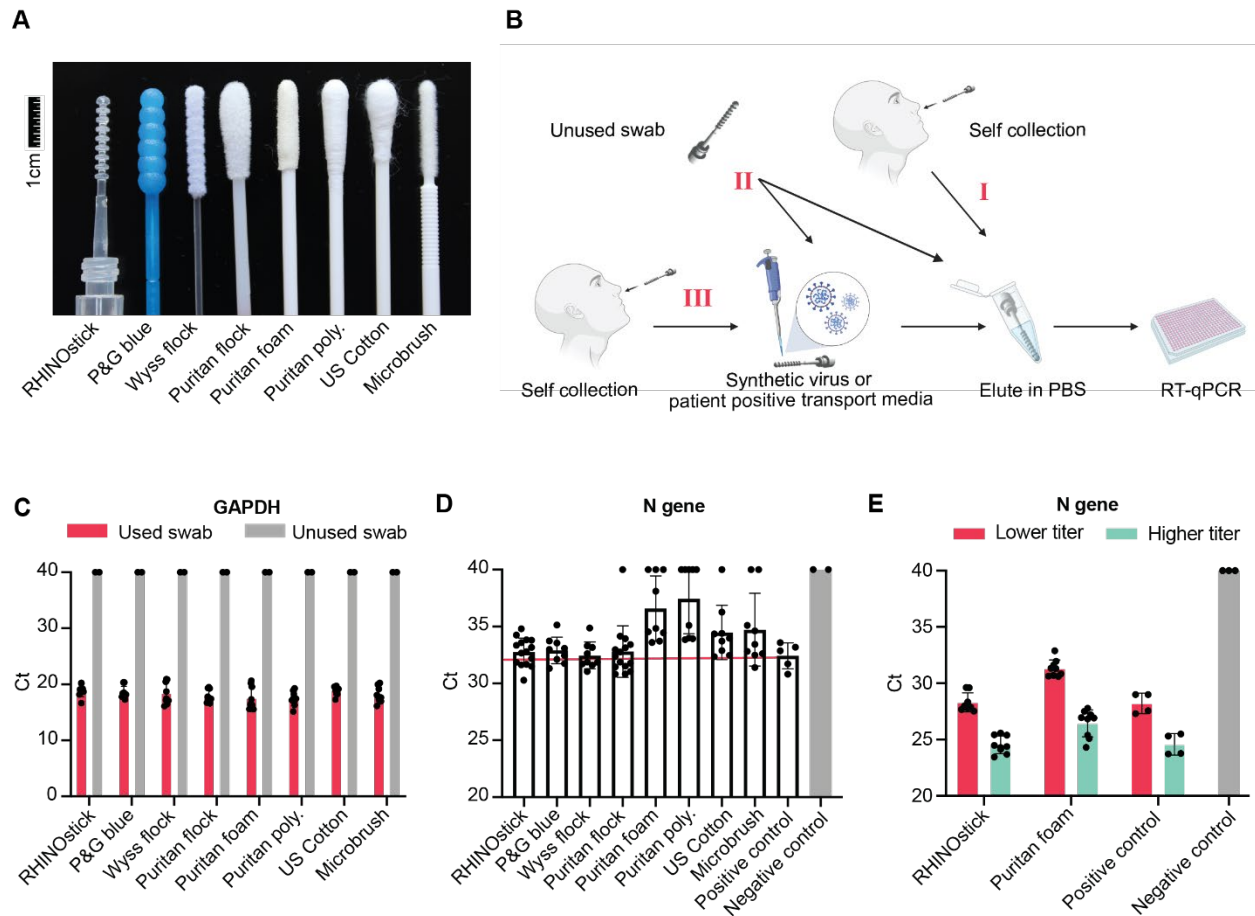 A
1cm
RHINOstick
P&G blue
Wyss flock
Puritan flock
Puritan foam
Puritan poly.
US Cotton
Microbrush
B
Unused swab
Self collection
I
II
III
Self collection
Synthetic virus or
patient positive transport media
Elute in PBS
RT-qPCR
C
GAPDH
Used swab
Unused swab
Ct
40
30
20
10
0
RHINOstick
P&G blue
Wyss flock
Puritan flock
Puritan foam
Puritan poly.
US Cotton
Microbrush
D
N gene
Ct
40
35
30
25
20
RHINOstick
P&G blue
Wyss flock
Puritan flock
Puritan foam
Puritan poly.
US Cotton
Microbrush
Positive control
Negative control
E
N gene
Lower titer
Higher titer
Ct
40
35
30
25
20
RHINOstick
Puritan foam
Positive control
Negative control